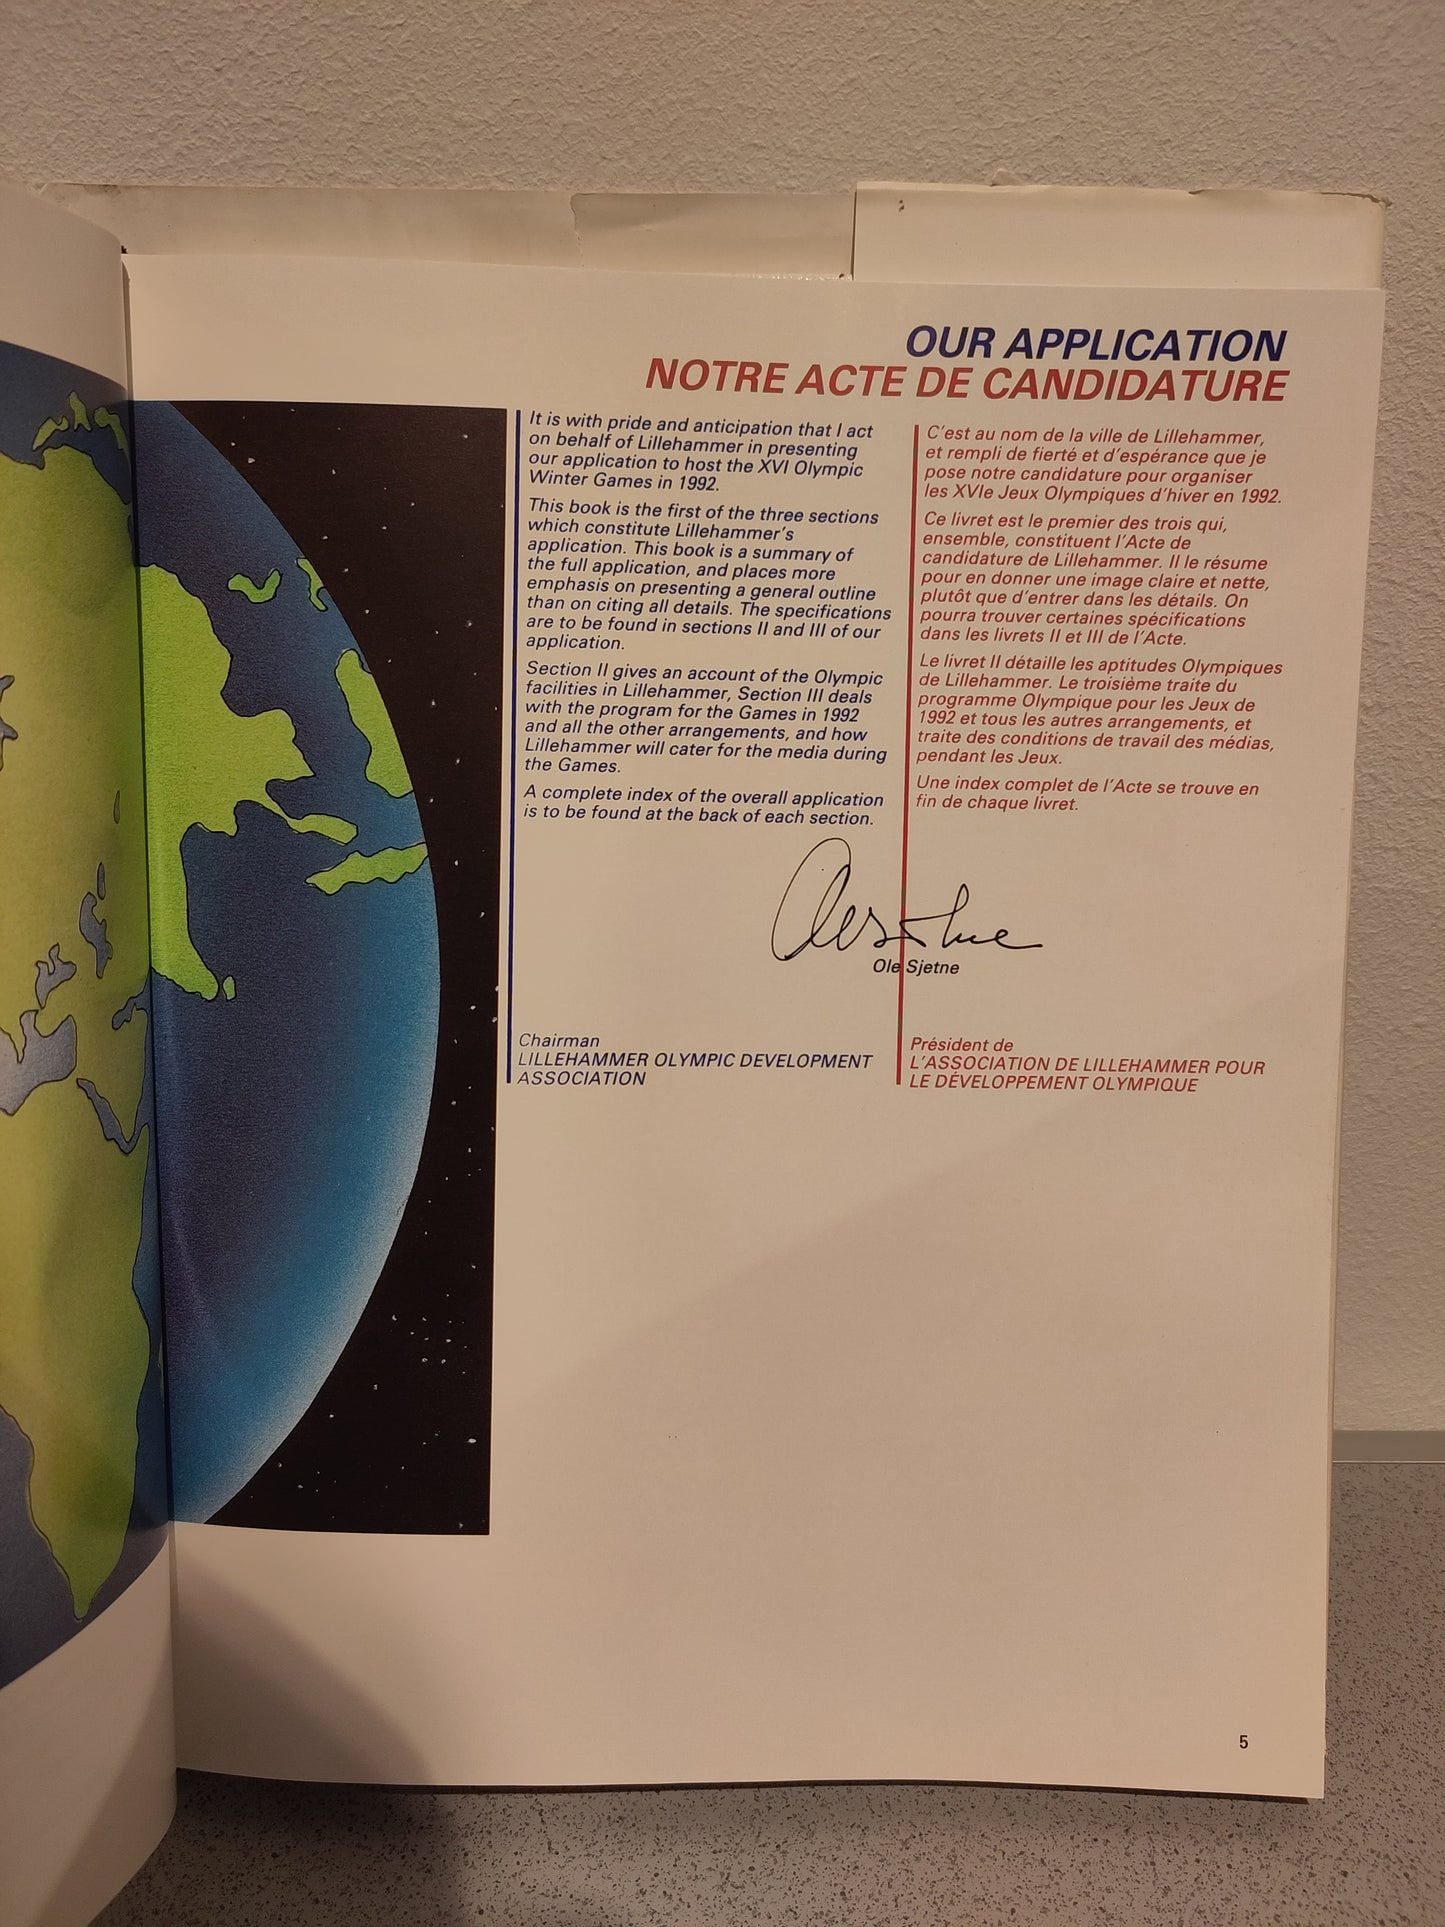 OUR APPLICATION
NOTRE ACTE DE CANDIDATURE
It is with pride and anticipation that I act
on behalf of Lillehammer in presenting
our application to host the XVI Olympic
Winter Games in 1992.
This book is the first of the three sections
which constitute Lillehammer's
application. This book is a summary of
the full application, and places more
emphasis on presenting a general outline
than on citing all details. The specifications
are to be found in sections II and III of our
application.
Section II gives an account of the Olympic
facilities in Lillehammer, Section III deals
with the program for the Games in 1992
and all the other arrangements, and how
Lillehammer will cater for the media during
the Games.
A complete index of the overall application
is to be found at the back of each section.
C'est au nom de la ville de Lillehammer,
et rempli de fierté et d'espérance que je
pose notre candidature pour organiser
les XVIe Jeux Olympiques d'hiver en 1992.
Ce livret est le premier des trois qui,
ensemble, constituent l'Acte de
candidature de Lillehammer. Il le résume
pour en donner une image claire et nette,
plutôt que d'entrer dans les détails. On
pourra trouver certaines spécifications
dans les livrets II et III de l'Acte.
Le livret II détaille les aptitudes Olympiques
de Lillehammer. Le troisième traite du
programme Olympique pour les Jeux de
1992 et tous les autres arrangements, et
traite des conditions de travail des médias,
pendant les Jeux.
Une index complet de l'Acte se trouve en
fin de chaque livret.
Ole Sjetne
Chairman
LILLEHAMMER OLYMPIC DEVELOPMENT
ASSOCIATION
Président de
L'ASSOCIATION DE LILLEHAMMER POUR
LE DÉVELOPPEMENT OLYMPIQUE
5